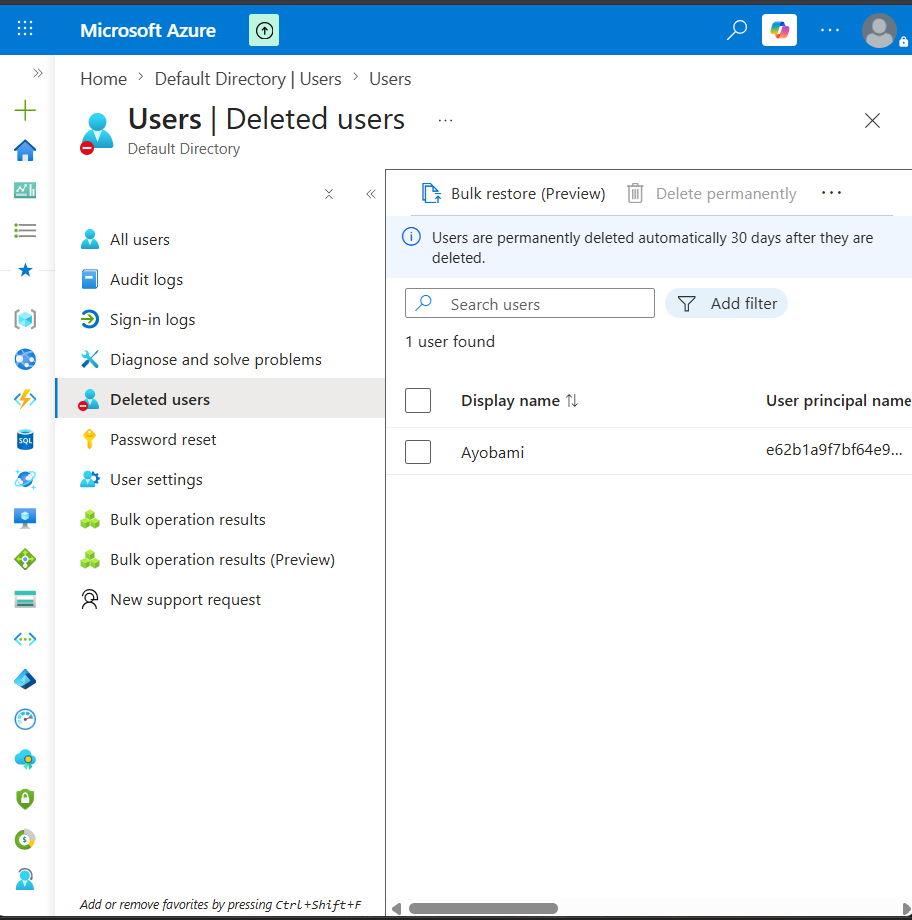 Microsoft Azure
Home > Default Directory | Users > Users
Users | Deleted users ...
Default Directory
Bulk restore (Preview) Delete permanently ...
Users are permanently deleted automatically 30 days after they are
deleted.
Search users Add filter
1 user found
Display name User principal name
Ayobami e62b1a9f7bf64e9...
All users
Audit logs
Sign-in logs
Diagnose and solve problems
Deleted users
Password reset
User settings
Bulk operation results
Bulk operation results (Preview)
New support request
SQL
Add or remove favorites by pressing Ctrl+Shift+F